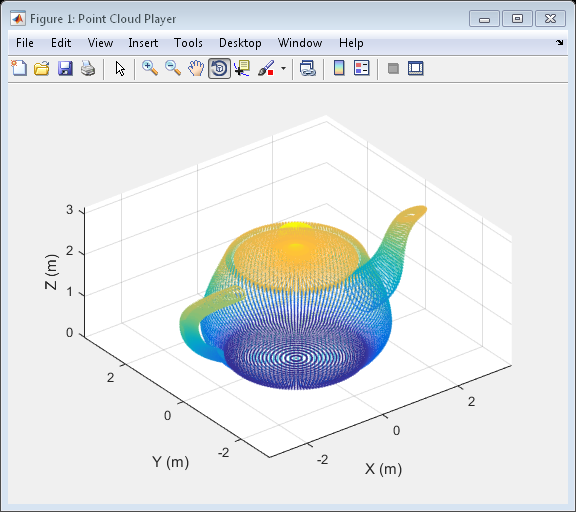 Figure 1: Point Cloud Player
File Edit View Insert Tools Desktop Window Help
3
2
1
0
Z (m)
2
0
-2
Y (m)
-2
0
2
X (m)